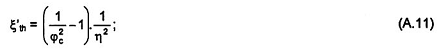 ξ'th = (1/φc² − 1).1/η² ; (A.11)